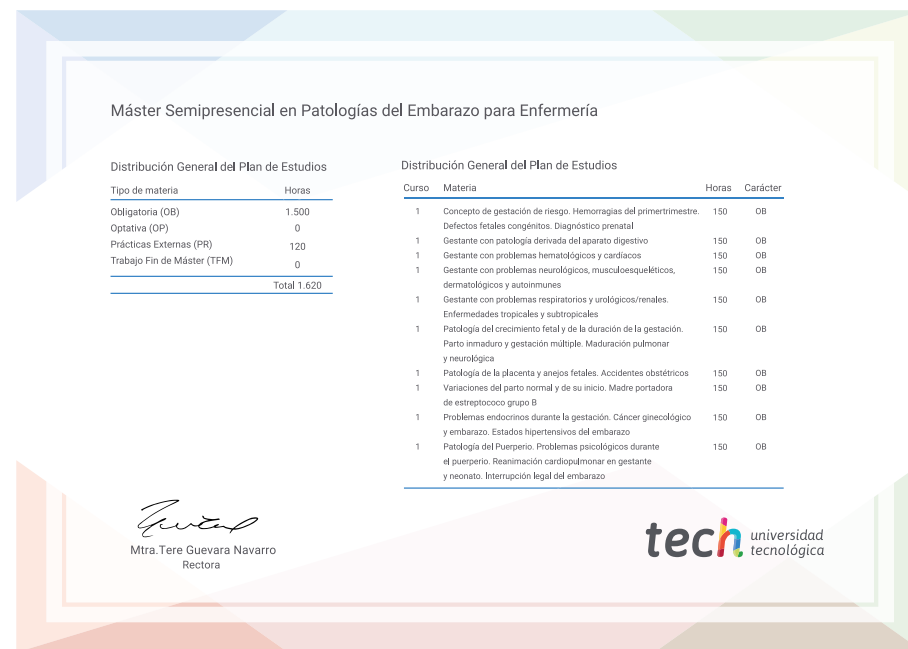 Máster Semipresencial en Patologías del Embarazo para Enfermería
Distribución General del Plan de Estudios
Tipo de materia Horas
Obligatoria (OB) 1.500
Optativa (OP) 0
Prácticas Externas (PR) 120
Trabajo Fin de Máster (TFM) 0
Total 1.620
Distribución General del Plan de Estudios
Curso Materia Horas Carácter
1 Concepto de gestación de riesgo. Hemorragias del primertrimestre. 150 OB
Defectos fetales congénitos. Diagnóstico prenatal
1 Gestante con patología derivada del aparato digestivo 150 OB
1 Gestante con problemas hematológicos y cardíacos 150 OB
1 Gestante con problemas neurológicos, musculoesqueléticos, 150 OB
dermatológicos y autoinmunes
1 Gestante con problemas respiratorios y urológicos/renales. 150 OB
Enfermedades tropicales y subtropicales
1 Patología del crecimiento fetal y de la duración de la gestación. 150 OB
Parto inmaduro y gestación múltiple. Maduración pulmonar
y neurológica
1 Patología de la placenta y anejos fetales. Accidentes obstétricos 150 OB
1 Variaciones del parto normal y de su inicio. Madre portadora 150 OB
de estreptococo grupo B
1 Problemas endocrinos durante la gestación. Cáncer ginecológico 150 OB
y embarazo. Estados hipertensivos del embarazo
1 Patología del Puerperio. Problemas psicológicos durante 150 OB
el puerperio. Reanimación cardiopulmonar en gestante
y neonato. Interrupción legal del embarazo
Mtra.Tere Guevara Navarro
Rectora
tech universidad
tecnológica